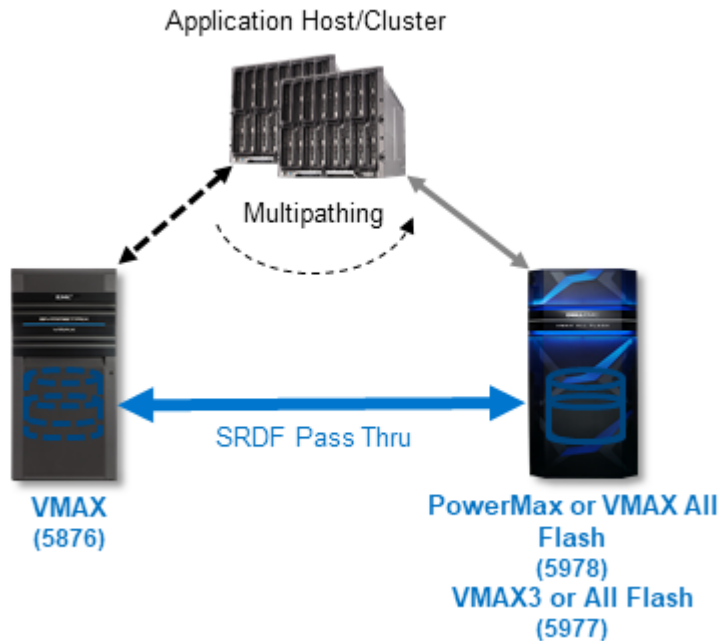 Application Host/Cluster
Multipathing
SRDF Pass Thru
VMAX
(5876)
PowerMax or VMAX All
Flash
(5978)
VMAX3 or All Flash
(5977)